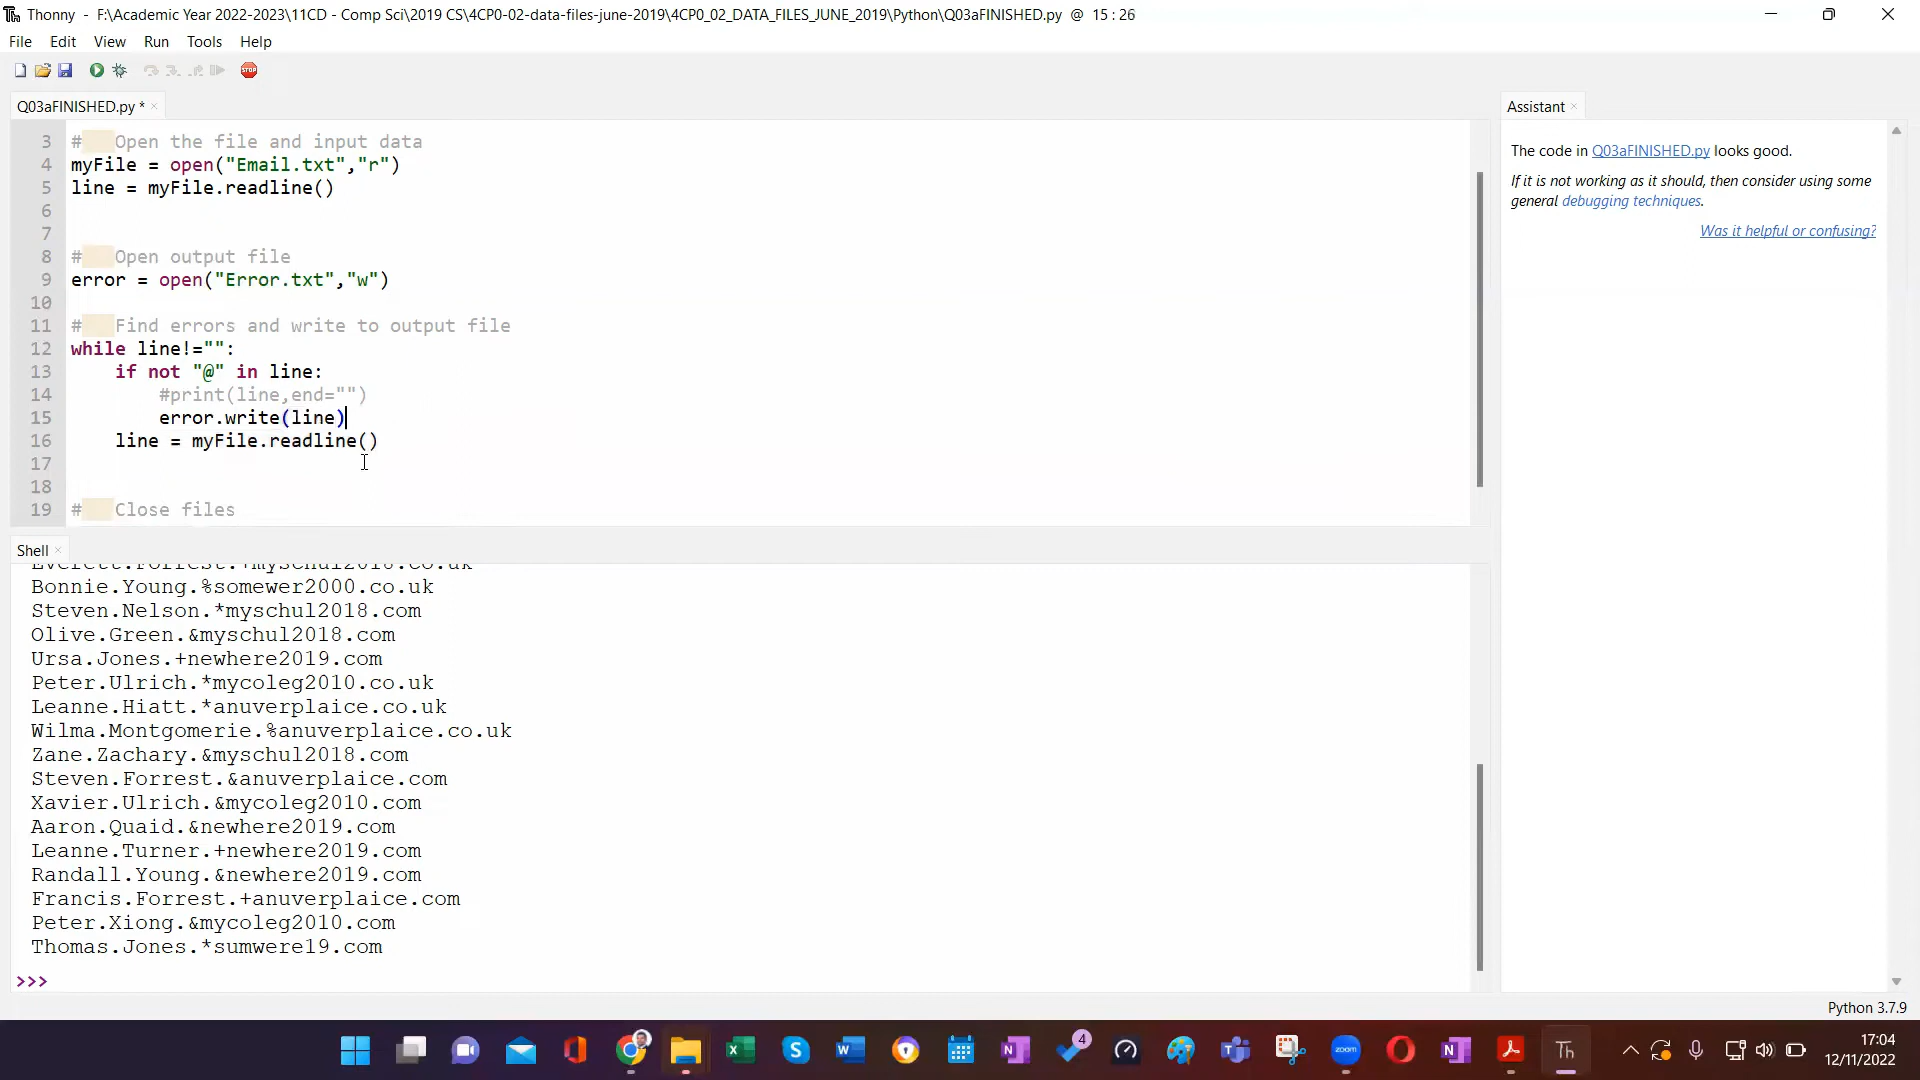 Thonny - F:\Academic Year 2022-2023\11CD - Comp Sci\2019 CS\4CP0-02-data-files-june-2019\4CP0_02_DATA_FILES_JUNE_2019\Python\Q03aFINISHED.py @ 15 : 26
File Edit View Run Tools Help
STOP
Q03aFINISHED.py *
3 # Open the file and input data
4 myFile = open("Email.txt","r")
5 line = myFile.readline()
6
7
8 # Open output file
9 error = open("Error.txt","w")
10
11 # Find errors and write to output file
12 while line!="":
13 if not "@" in line:
14 #print(line,end="")
15 error.write(line)
16 line = myFile.readline()
17
18
19 # Close files
Assistant
The code in Q03aFINISHED.py looks good.
If it is not working as it should, then consider using some
general debugging techniques.
Was it helpful or confusing?
Shell
Everett.Forrest.+myschul2018.co.uk
Bonnie.Young.%somewer2000.co.uk
Steven.Nelson.*myschul2018.com
Olive.Green.&myschul2018.com
Ursa.Jones.+newhere2019.com
Peter.Ulrich.*mycoleg2010.co.uk
Leanne.Hiatt.*anuverplaice.co.uk
Wilma.Montgomerie.%anuverplaice.co.uk
Zane.Zachary.&myschul2018.com
Steven.Forrest.&anuverplaice.com
Xavier.Ulrich.&mycoleg2010.com
Aaron.Quaid.&newhere2019.com
Leanne.Turner.+newhere2019.com
Randall.Young.&newhere2019.com
Francis.Forrest.+anuverplaice.com
Peter.Xiong.&mycoleg2010.com
Thomas.Jones.*sumwere19.com
>>>
Python 3.7.9
4
zoom
Th
17:04
12/11/2022